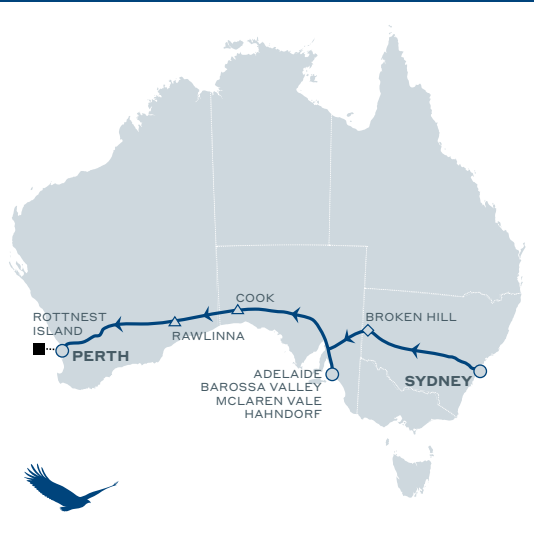 COOK
ROTTNEST
ISLAND
RAWLINNA
BROKEN HILL
PERTH
ADELAIDE
BAROSSA VALLEY
MCLAREN VALE
HAHNDORF
SYDNEY